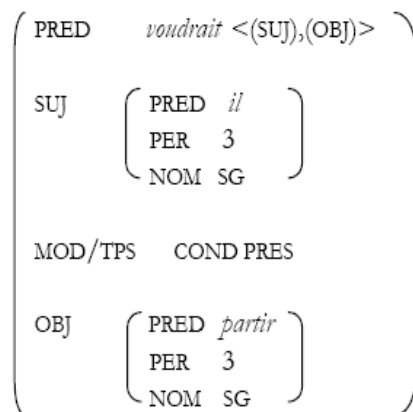 PRED voudrait <(SUJ),(OBJ)>
SUJ PRED il
PER 3
NOM SG
MOD/TPS COND PRES
OBJ PRED partir
PER 3
NOM SG